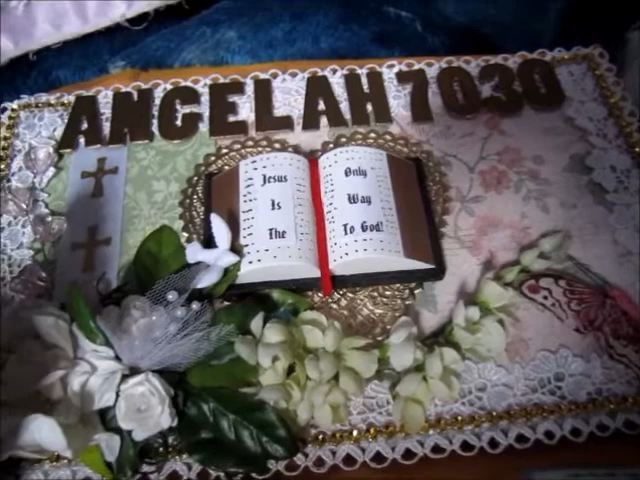 ANGELAH7030
Jesus
Is
The
Only
Way
To God!